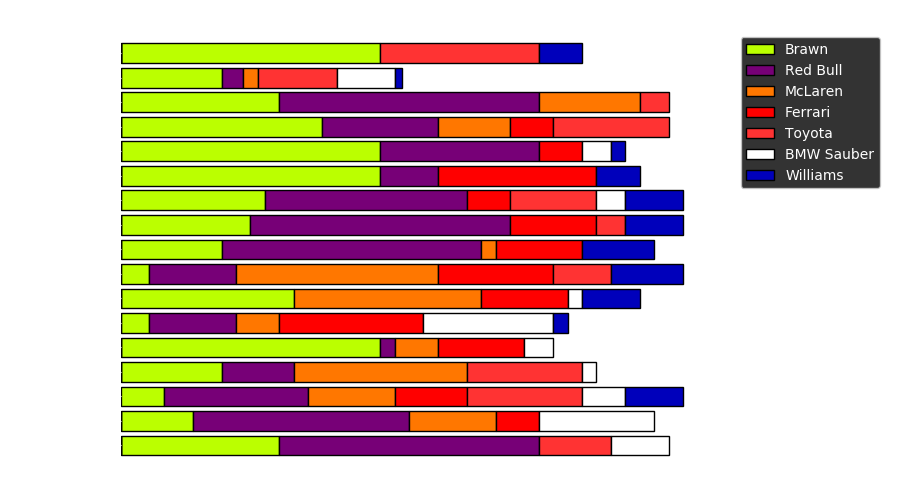 Brawn
Red Bull
McLaren
Ferrari
Toyota
BMW Sauber
Williams